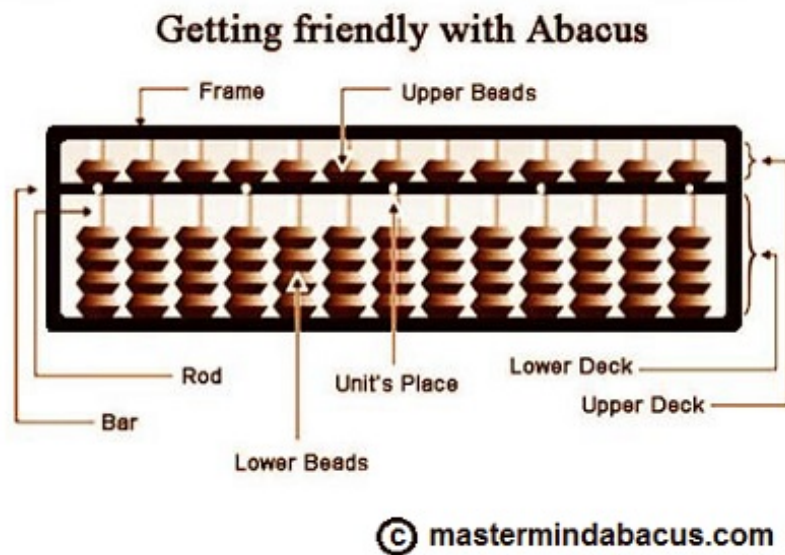 Getting friendly with Abacus
Frame
Upper Beads
Rod
Unit's Place
Lower Deck
Upper Deck
Bar
Lower Beads
© mastermindabacus.com